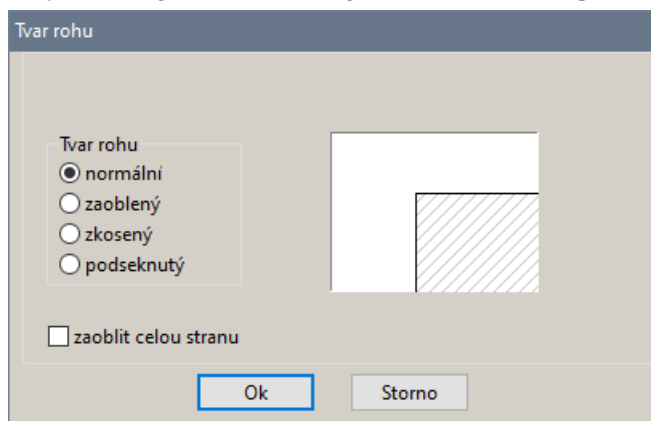 Tvar rohu
Tvar rohu
normální
zaoblený
zkosený
podseknutý
zaoblit celou stranu
Ok
Storno